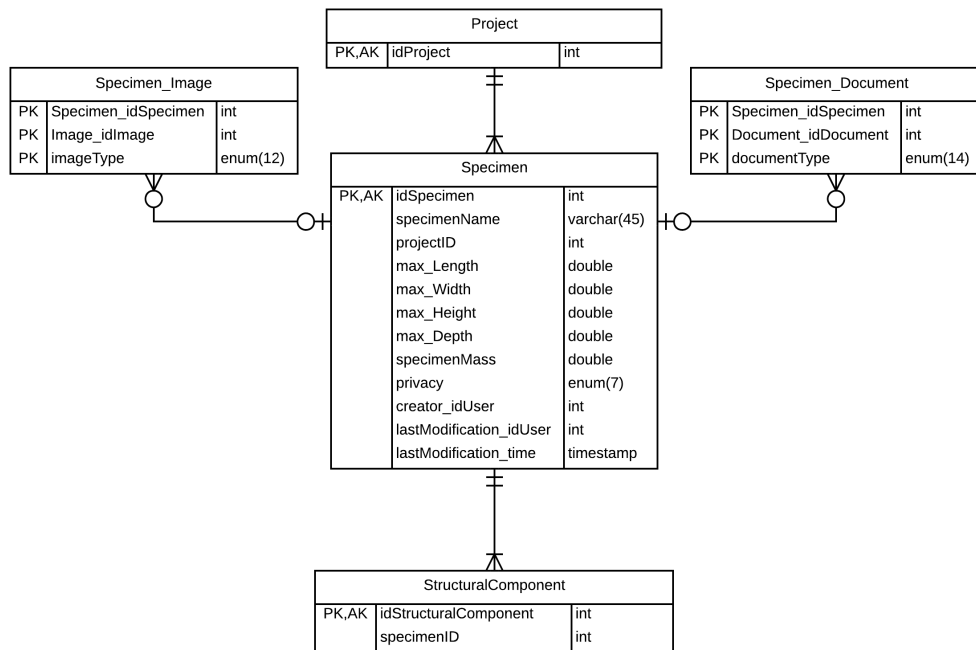 Project
PK,AK idProject int
Specimen_Image
PK Specimen_idSpecimen int
PK Image_idImage int
PK imageType enum(12)
Specimen_Document
PK Specimen_idSpecimen int
PK Document_idDocument int
PK documentType enum(14)
Specimen
PK,AK idSpecimen int
specimenName varchar(45)
projectID int
max_Length double
max_Width double
max_Height double
max_Depth double
specimenMass double
privacy enum(7)
creator_idUser int
lastModification_idUser int
lastModification_time timestamp
StructuralComponent
PK,AK idStructuralComponent int
specimenID int